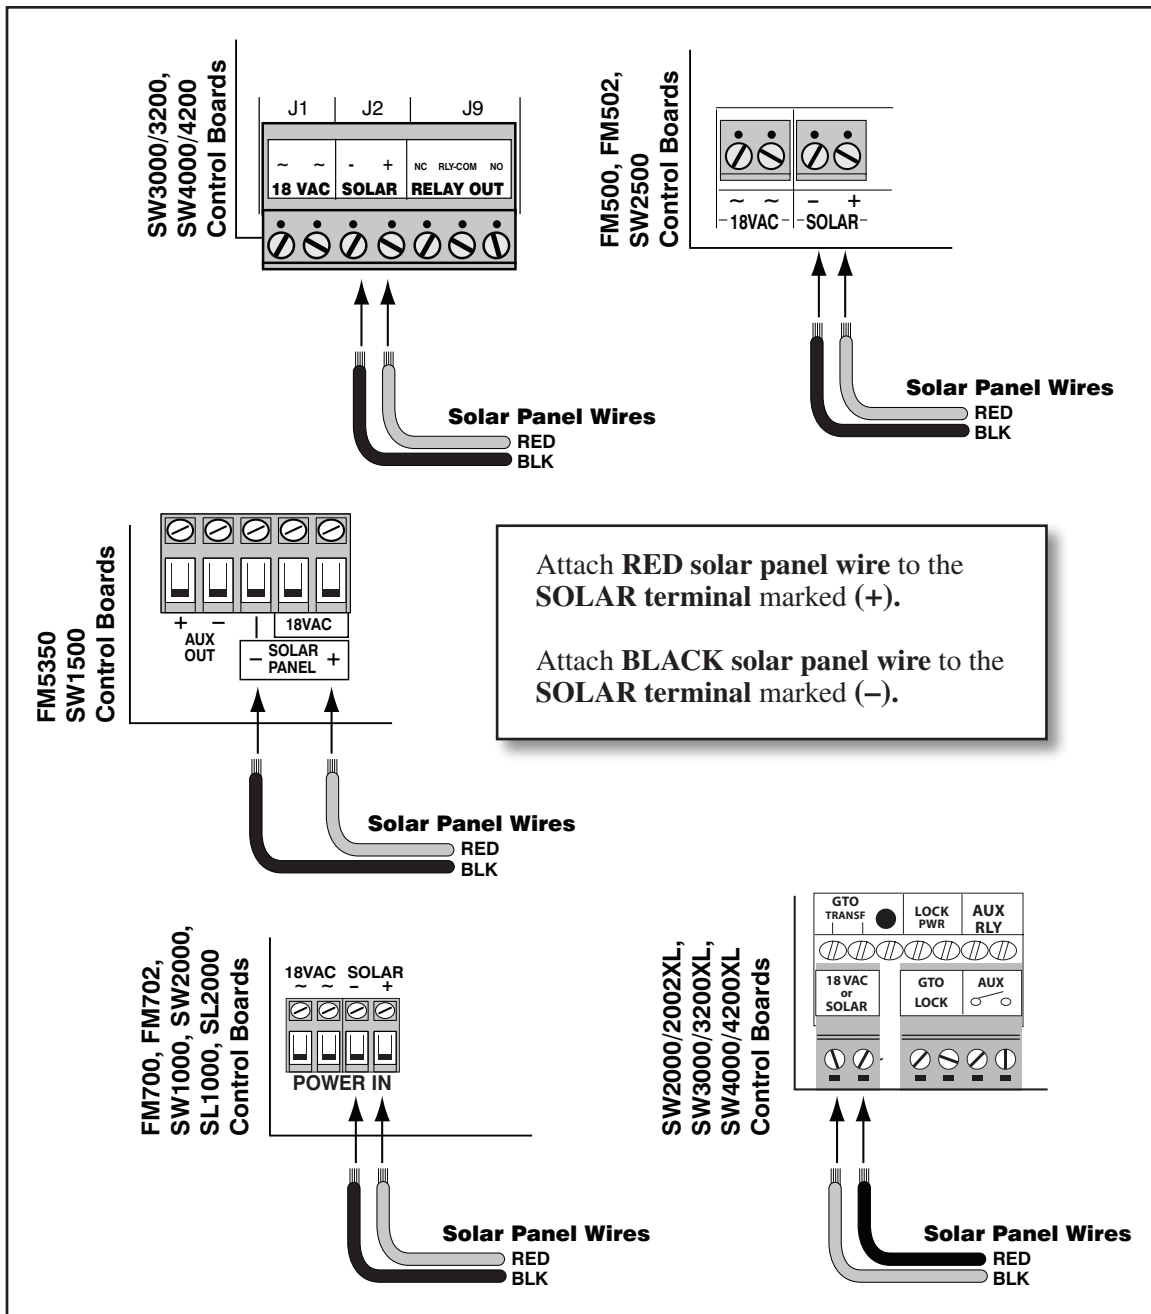 SW3000/3200,
SW4000/4200
Control Boards
J1 J2 J9
~ ~ - + NC RLY-COM NO
18 VAC SOLAR RELAY OUT
Solar Panel Wires
RED
BLK
FM500, FM502,
SW2500
Control Boards
~ ~ – +
18VAC SOLAR
Solar Panel Wires
RED
BLK
FM5350
SW1500
Control Boards
+ – 18VAC
AUX
OUT
– SOLAR
PANEL +
Solar Panel Wires
RED
BLK
Attach RED solar panel wire to the
SOLAR terminal marked (+).
Attach BLACK solar panel wire to the
SOLAR terminal marked (–).
FM700, FM702,
SW1000, SW2000,
SL1000, SL2000
Control Boards
18VAC SOLAR
~ ~ – +
POWER IN
Solar Panel Wires
RED
BLK
SW2000/2002XL,
SW3000/3200XL,
SW4000/4200XL
Control Boards
GTO
TRANSF
LOCK
PWR
AUX
RLY
18 VAC
or
SOLAR
GTO
LOCK
AUX
Solar Panel Wires
RED
BLK